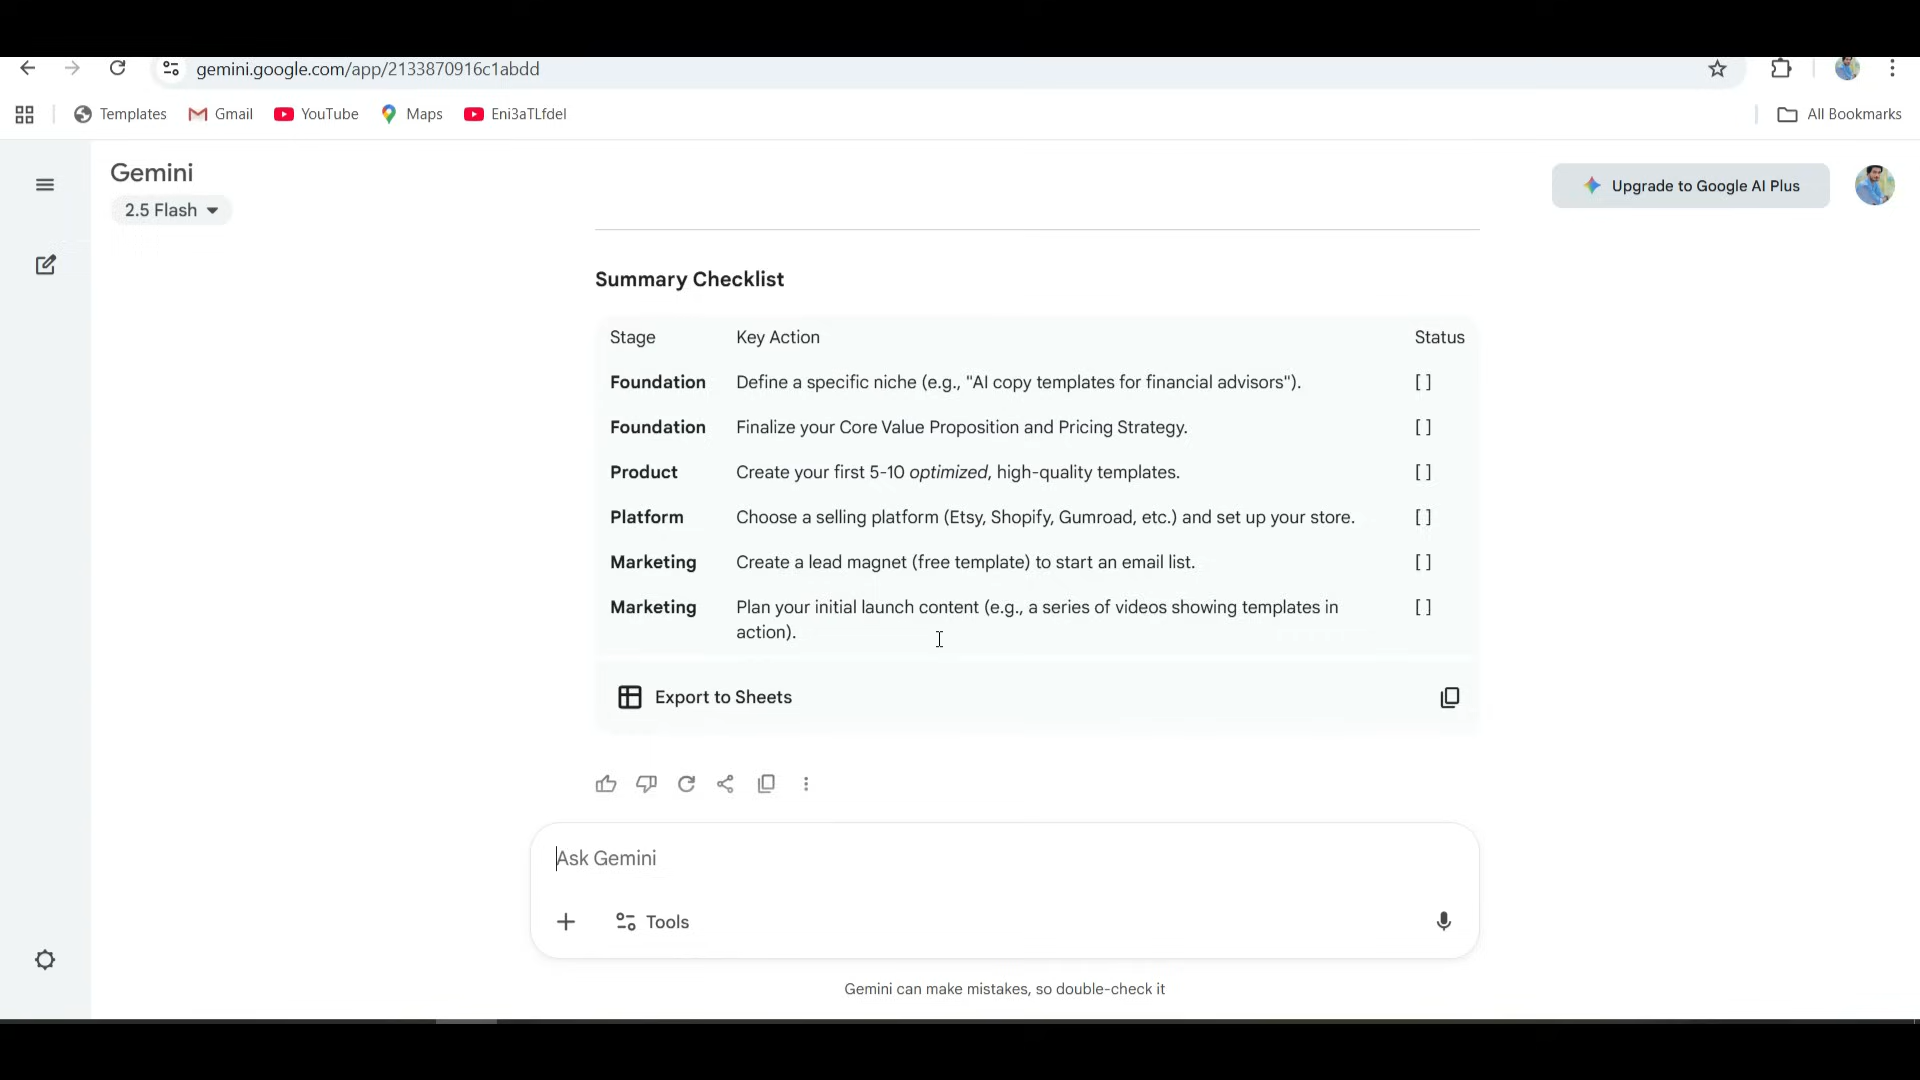 gemini.google.com/app/2133870916c1abdd
Templates Gmail YouTube Maps Eni3aTLfdeI All Bookmarks
Gemini
2.5 Flash
Upgrade to Google AI Plus
Summary Checklist
Stage Key Action Status
Foundation Define a specific niche (e.g., "AI copy templates for financial advisors"). [ ]
Foundation Finalize your Core Value Proposition and Pricing Strategy. [ ]
Product Create your first 5-10 optimized, high-quality templates. [ ]
Platform Choose a selling platform (Etsy, Shopify, Gumroad, etc.) and set up your store. [ ]
Marketing Create a lead magnet (free template) to start an email list. [ ]
Marketing Plan your initial launch content (e.g., a series of videos showing templates in [ ]
action).
Export to Sheets
Ask Gemini
Tools
Gemini can make mistakes, so double-check it